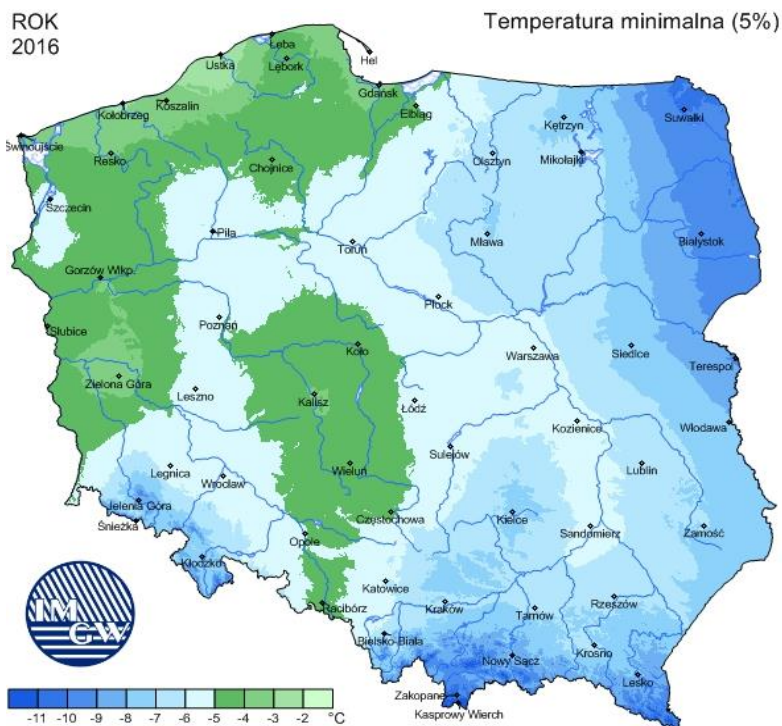 ROK
2016
Temperatura minimalna (5%)
Łeba
Hel
Ustka
Lębork
Gdańsk
Suwałki
Koszalin
Kołobrzeg
Elbląg
Kętrzyn
Świnoujście
Resko
Chojnice
Olsztyn
Mikołajki
Szczecin
Piła
Toruń
Mława
Białystok
Gorzów Wlkp.
Płock
Słubice
Poznań
Koło
Warszawa
Siedlce
Terespol
Zielona Góra
Leszno
Kalisz
Łódź
Kozienice
Włodawa
Sulejów
Legnica
Wrocław
Wieluń
Lublin
Jelenia Góra
Śnieżka
Częstochowa
Kielce
Sandomierz
Zamość
Opole
Kłodzko
Katowice
Racibórz
Kraków
Tarnów
Rzeszów
Bielsko-Biała
Nowy Sącz
Krosno
Lesko
Zakopane
Kasprowy Wierch
IM
GW
-11 -10 -9 -8 -7 -6 -5 -4 -3 -2 °C